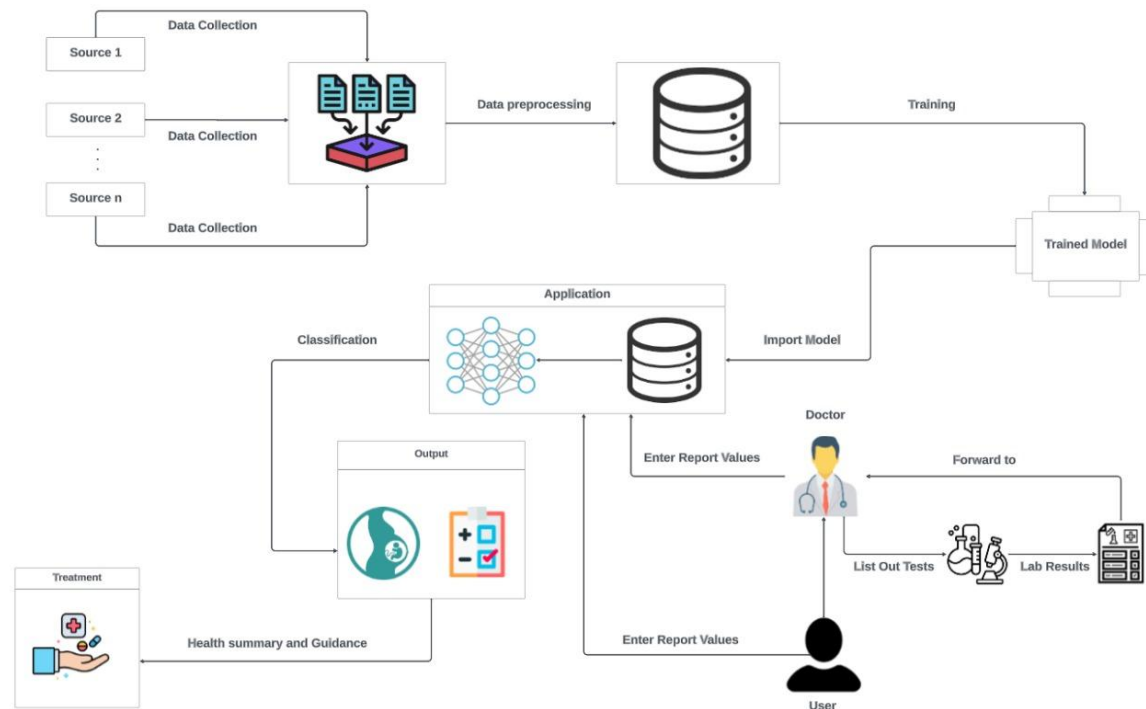 Data Collection
Source 1
Source 2
Data Collection
Source n
Data Collection
Data preprocessing
Training
Trained Model
Application
Classification
Import Model
Doctor
Output
Enter Report Values
Forward to
List Out Tests
Lab Results
Treatment
Health summary and Guidance
Enter Report Values
User